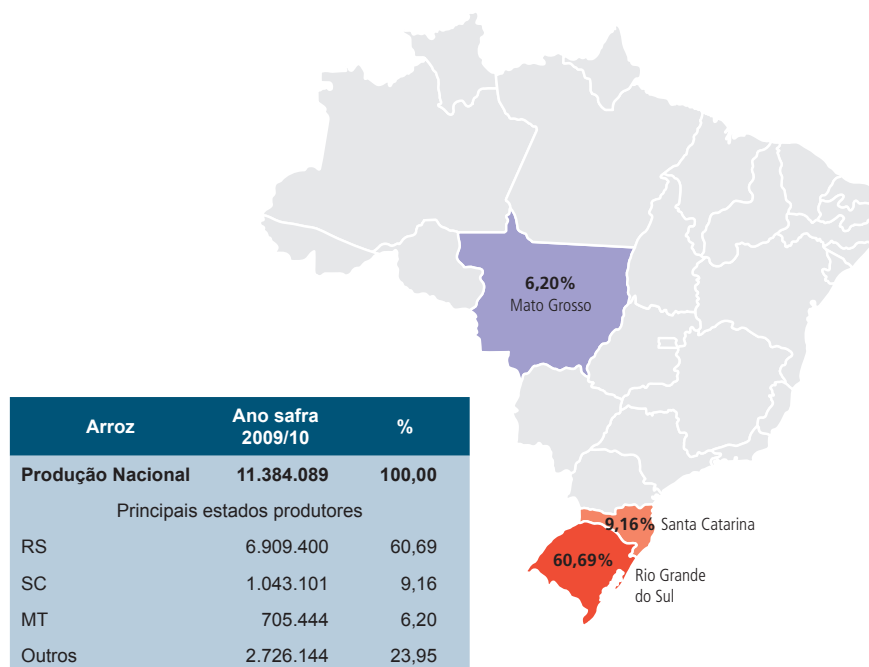 6,20%
Mato Grosso
9,16% Santa Catarina
60,69%
Rio Grande
do Sul
Arroz Ano safra 2009/10 %
Produção Nacional 11.384.089 100,00
Principais estados produtores
RS 6.909.400 60,69
SC 1.043.101 9,16
MT 705.444 6,20
Outros 2.726.144 23,95